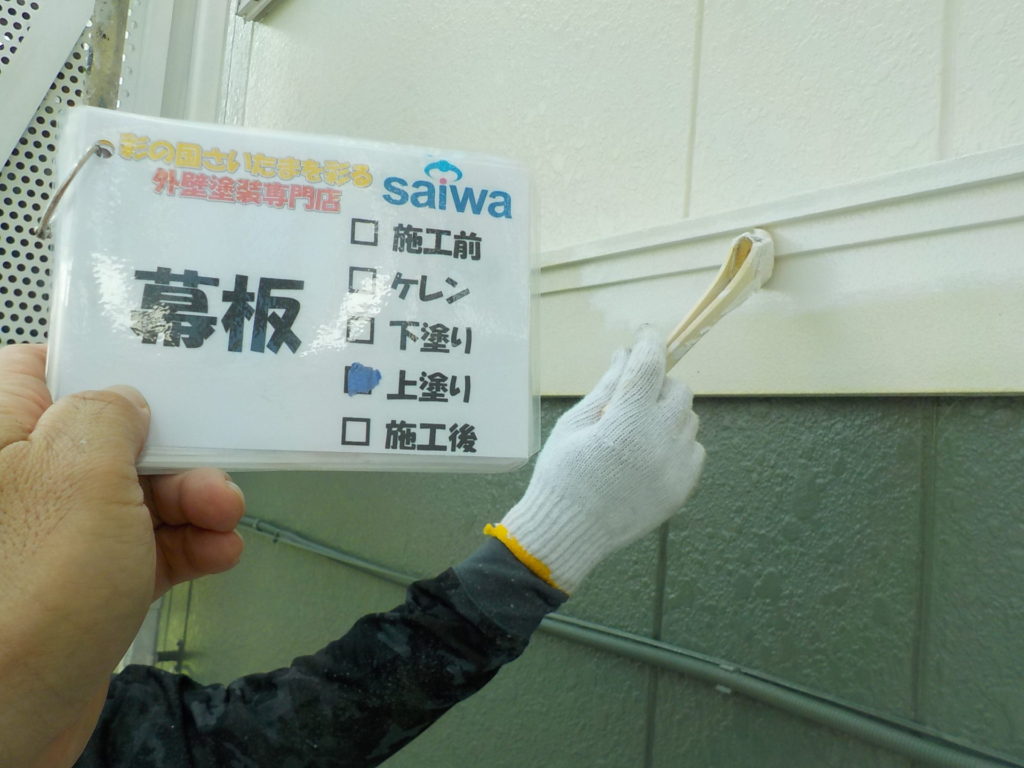 彩の国さいたまを彩る
外壁塗装専門店
saiwa
幕板
施工前
ケレン
下塗り
上塗り
施工後